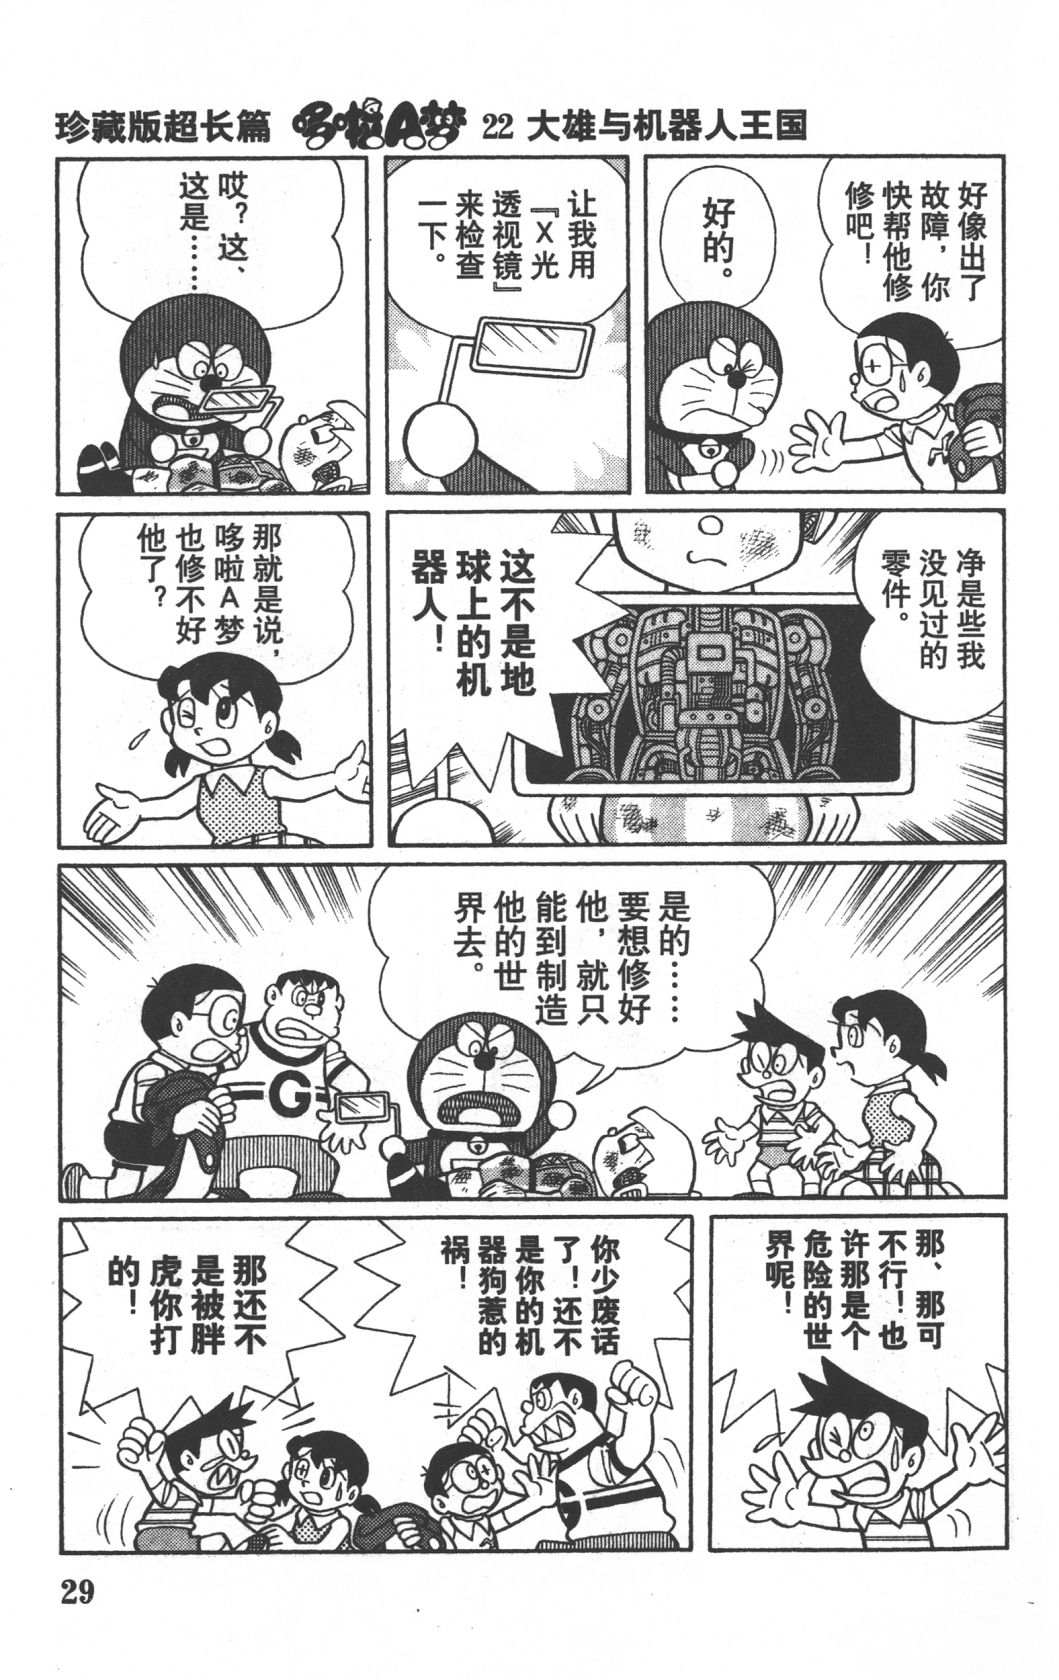 珍藏版超长篇 哆啦A梦 22 大雄与机器人王国
好像出了
故障，你
快帮他修
修吧！
好的。
让我用
『X光
透视镜』
来检查
一下。
哎？这、
这是……
净是些我
没见过的
零件。
这不是地
球上的机
器人！
那就是说，
哆啦A梦
也修不好
他了？
是的……
要想修好
他，就只
能到制造
他的世
界去。
那、那可
不行！也
许那是个
危险的世
界呢！
你少废话
了！还不
是你的机
器狗惹的
祸！
那还不
是被胖
虎你打
的！
G
29